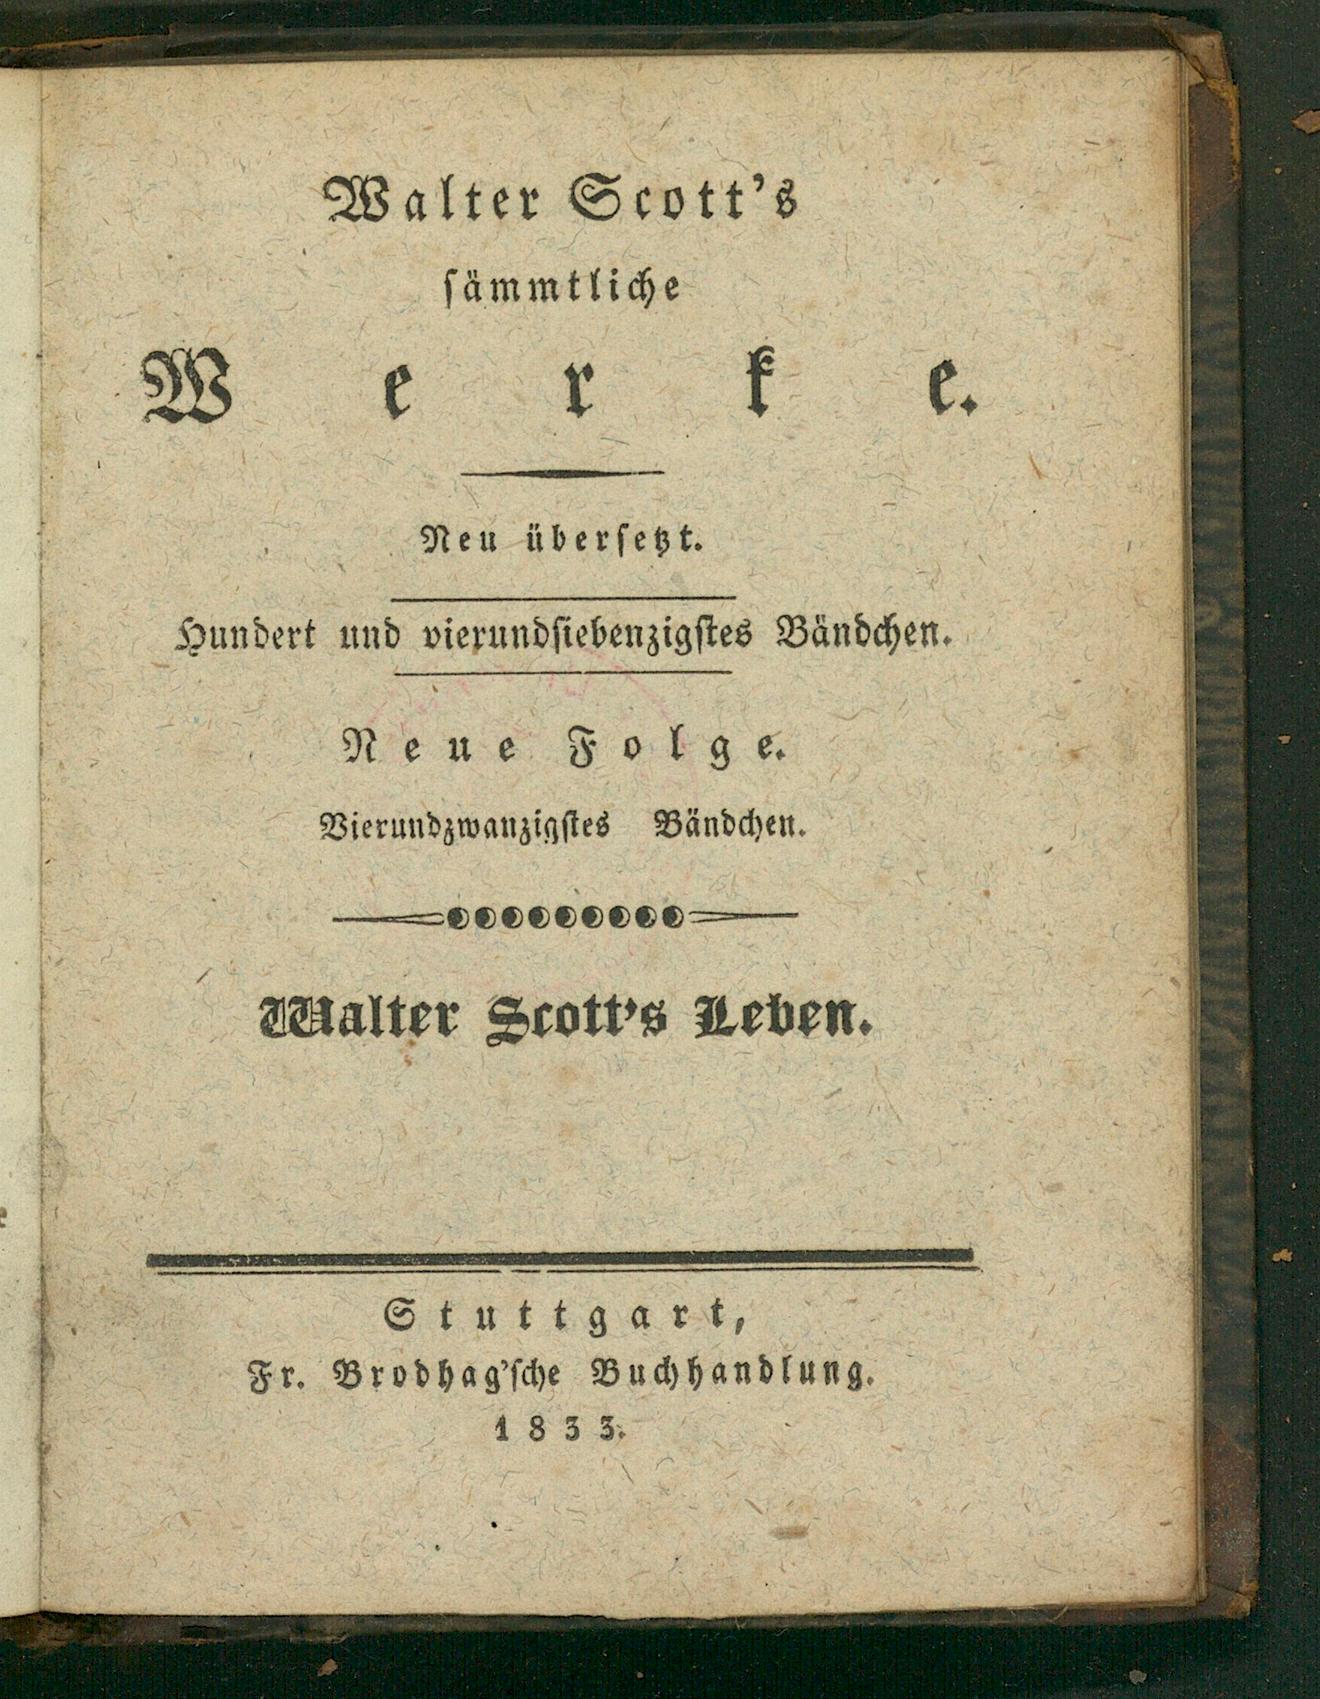 Walter Scott's
ſämmtliche
Werke.
Neu überſetzt.
Hundert und vierundſiebenzigſtes Bändchen.
Neue Folge.
Vierundzwanzigſtes Bändchen.
Walter Scott's Leben.
Stuttgart,
Fr. Brodhag'ſche Buchhandlung.
1833.